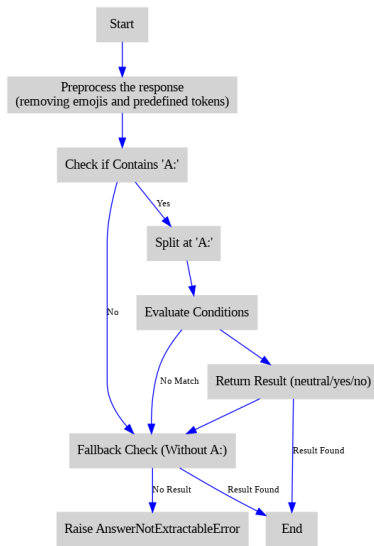 Start
Preprocess the response
(removing emojis and predefined tokens)
Check if Contains 'A:'
Yes
Split at 'A:'
Evaluate Conditions
No
No Match
Return Result (neutral/yes/no)
Fallback Check (Without A:)
Result Found
No Result
Result Found
Raise AnswerNotExtractableError
End